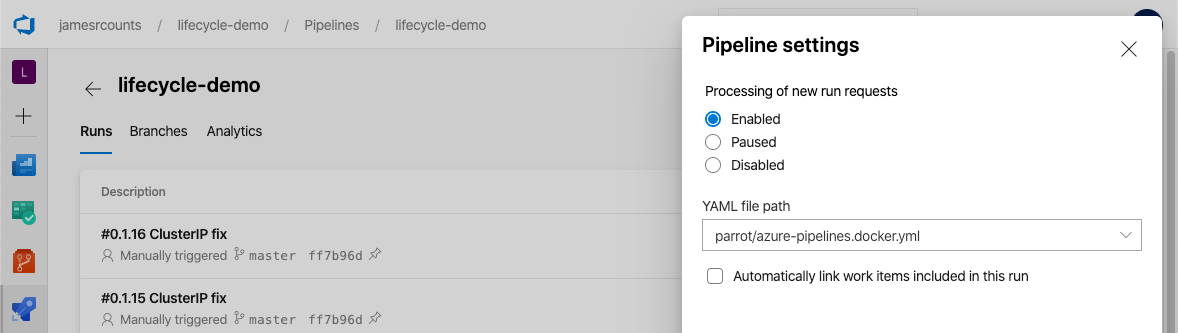 jamesrcounts / lifecycle-demo / Pipelines / lifecycle-demo
L
lifecycle-demo
Runs Branches Analytics
Description
#0.1.16 ClusterIP fix
Manually triggered master ff7b96d
#0.1.15 ClusterIP fix
Manually triggered master ff7b96d
Pipeline settings
Processing of new run requests
Enabled
Paused
Disabled
YAML file path
parrot/azure-pipelines.docker.yml
Automatically link work items included in this run